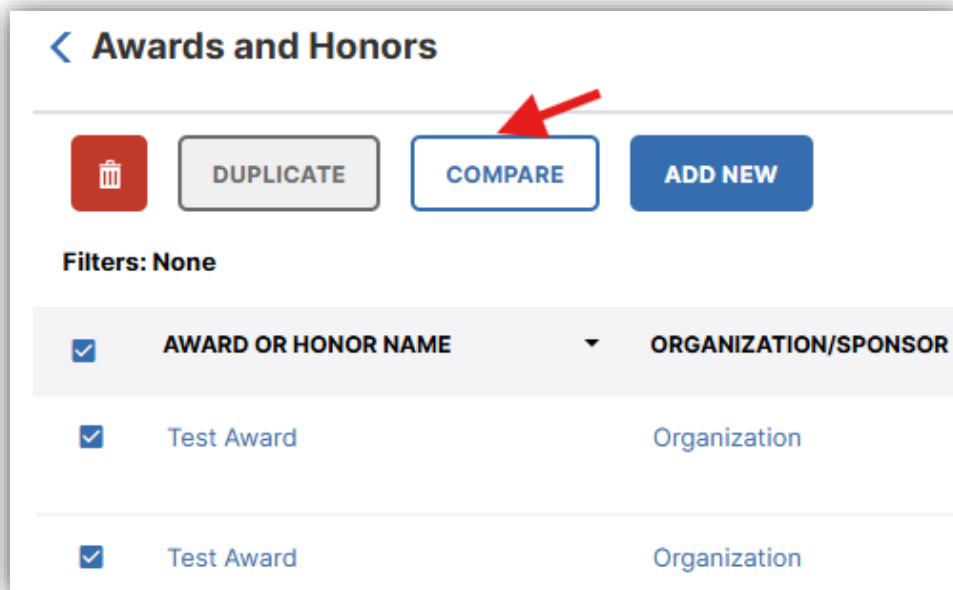 Awards and Honors
DUPLICATE COMPARE ADD NEW
Filters: None
AWARD OR HONOR NAME ORGANIZATION/SPONSOR
Test Award Organization
Test Award Organization